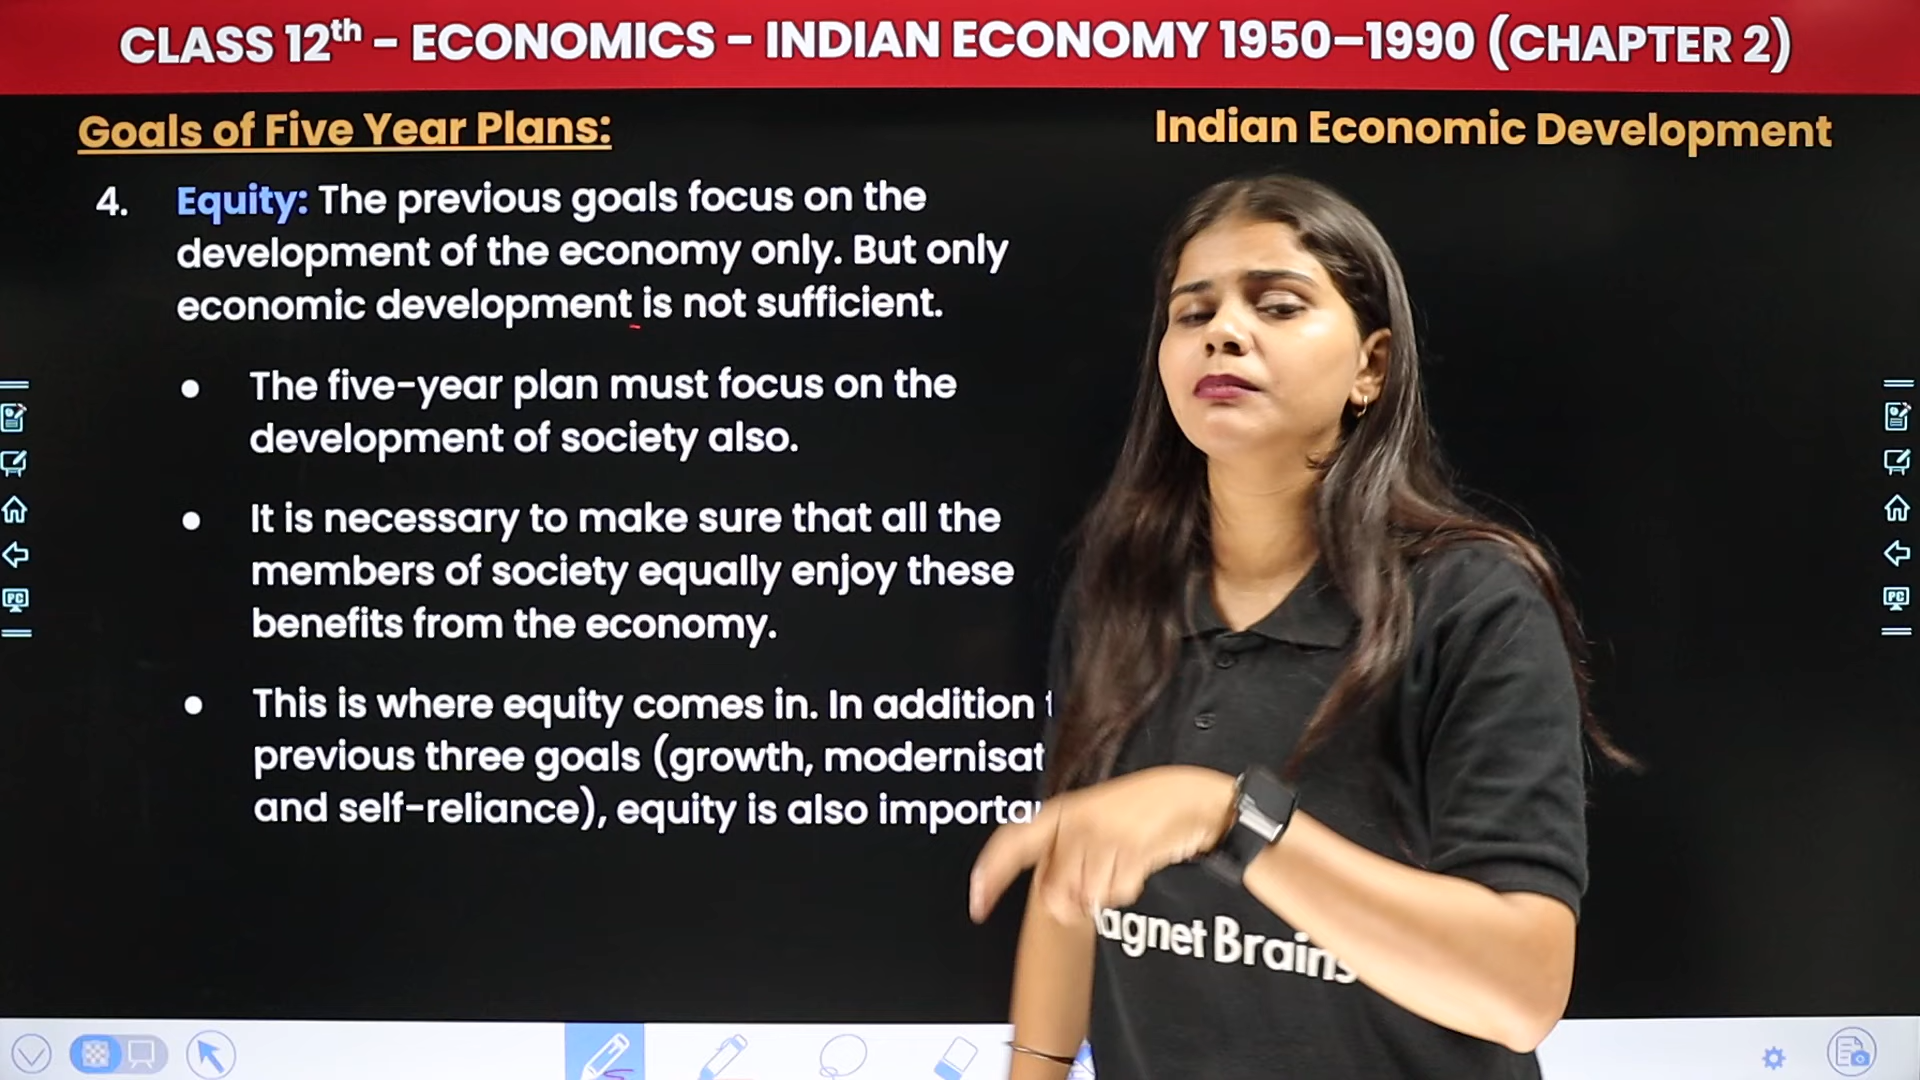 CLASS 12th - ECONOMICS - INDIAN ECONOMY 1950–1990 (CHAPTER 2)
Goals of Five Year Plans:
Indian Economic Development
4. Equity: The previous goals focus on the
development of the economy only. But only
economic development is not sufficient.
• The five-year plan must focus on the
development of society also.
• It is necessary to make sure that all the
members of society equally enjoy these
benefits from the economy.
• This is where equity comes in. In addition
previous three goals (growth,
and self-reliance), equity is also
Brains
PC
PC